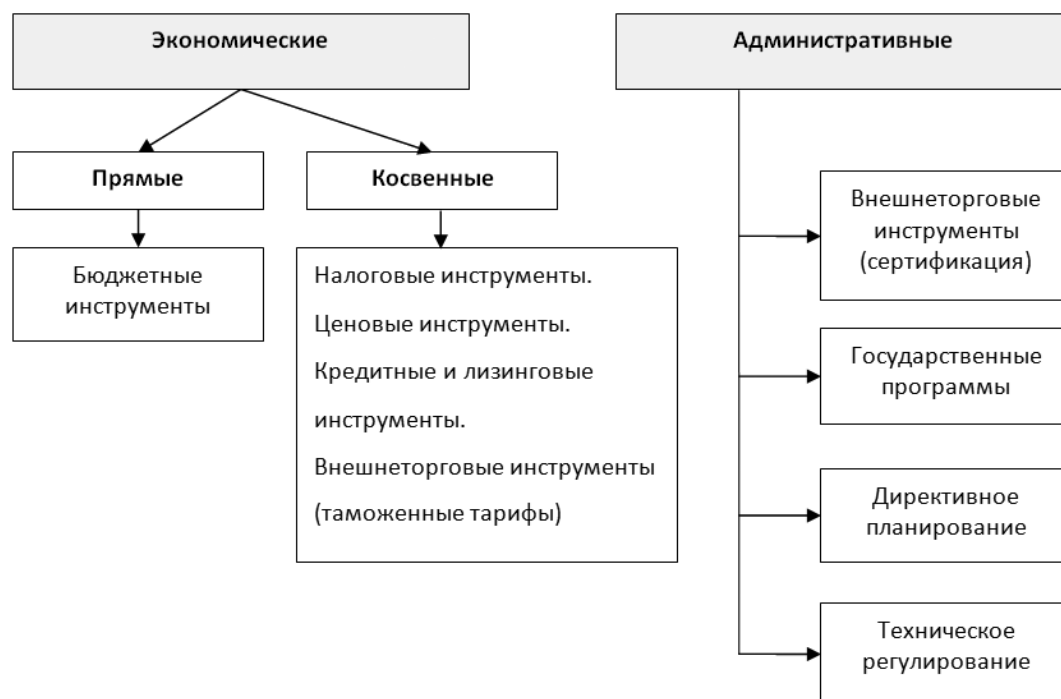 Экономические
Прямые
Бюджетные
инструменты
Косвенные
Налоговые инструменты.
Ценовые инструменты.
Кредитные и лизинговые
инструменты.
Внешнеторговые инструменты
(таможенные тарифы)
Административные
Внешнеторговые
инструменты
(сертификация)
Государственные
программы
Директивное
планирование
Техническое
регулирование